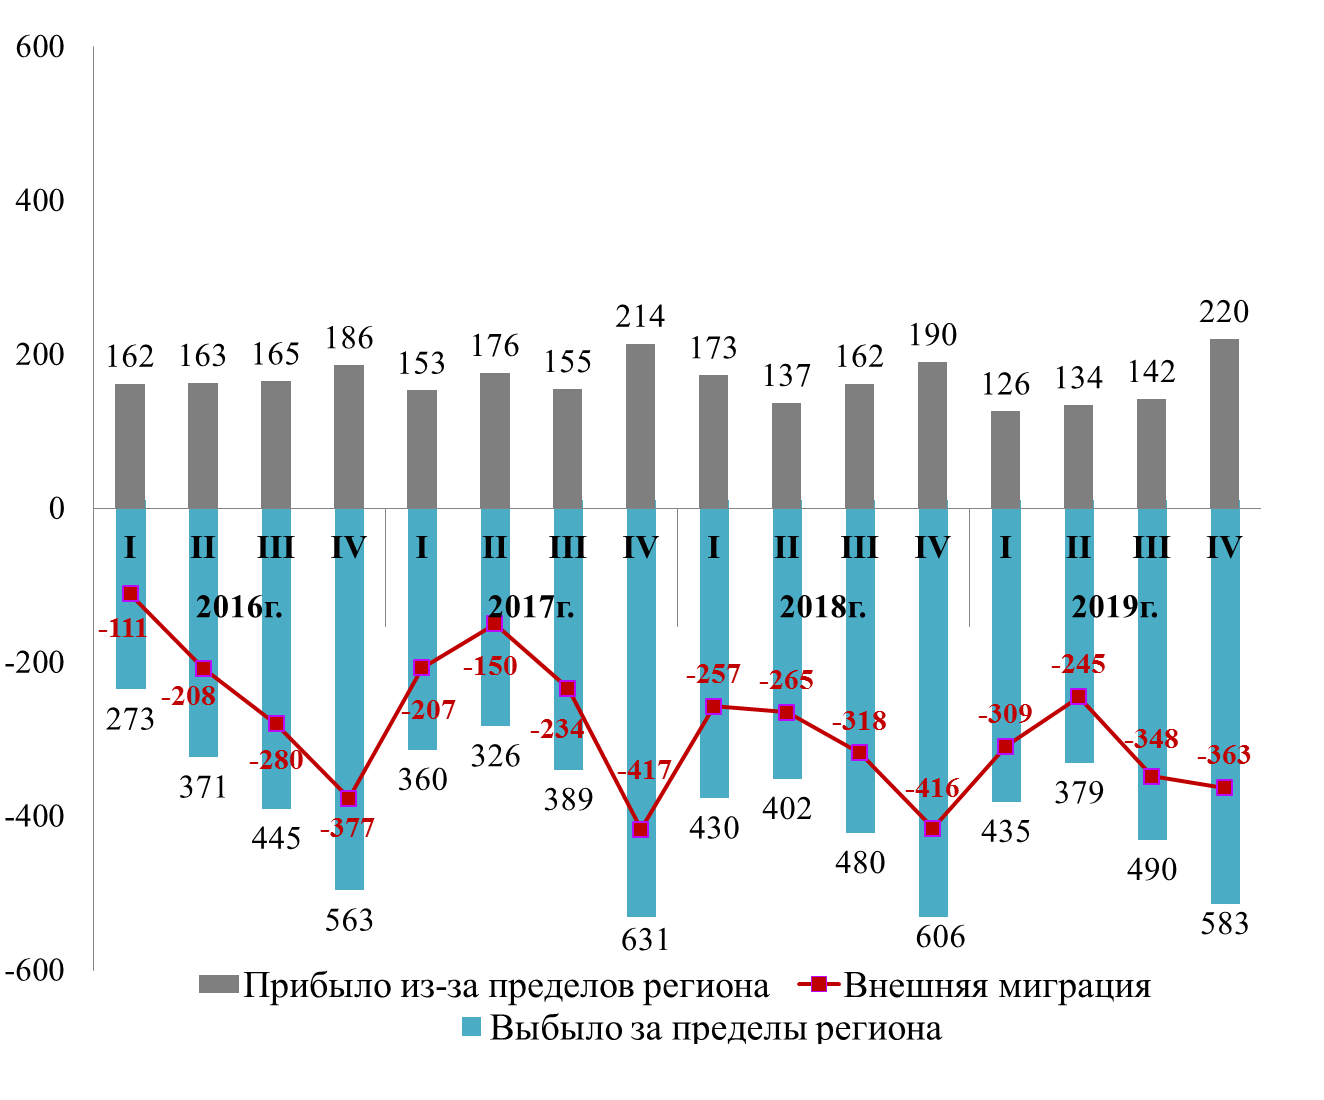 600
400
200
0
-200
-400
-600
162 163 165 186 153 176 155 214 173 137 162 190 126 134 142 220
I II III IV I II III IV I II III IV I II III IV
2016г. 2017г. 2018г. 2019г.
-111 -208 -280 -377 -207 -150 -234 -417 -257 -265 -318 -416 -309 -245 -348 -363
273 371 445 563 360 326 389 631 430 402 480 606 435 379 490 583
Прибыло из-за пределов региона Внешняя миграция
Выбыло за пределы региона